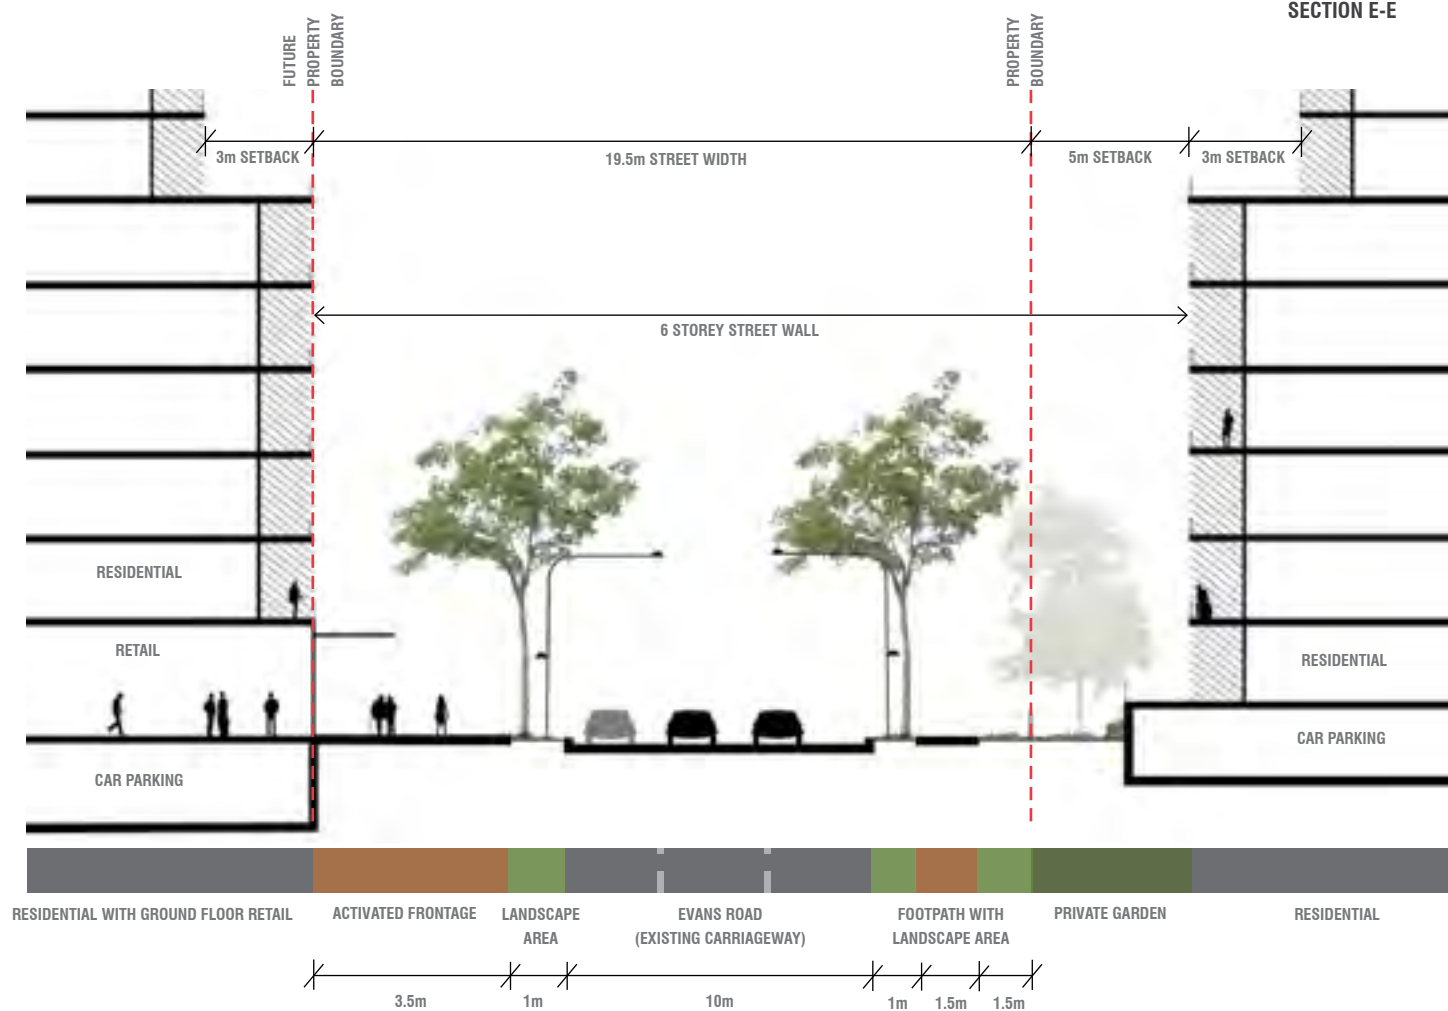 SECTION E-E
FUTURE
PROPERTY
BOUNDARY
PROPERTY
BOUNDARY
3m SETBACK
19.5m STREET WIDTH
5m SETBACK
3m SETBACK
6 STOREY STREET WALL
RESIDENTIAL
RETAIL
RESIDENTIAL
CAR PARKING
CAR PARKING
RESIDENTIAL WITH GROUND FLOOR RETAIL
ACTIVATED FRONTAGE
LANDSCAPE
AREA
EVANS ROAD
(EXISTING CARRIAGEWAY)
FOOTPATH WITH
LANDSCAPE AREA
PRIVATE GARDEN
RESIDENTIAL
3.5m
1m
10m
1m
1.5m
1.5m